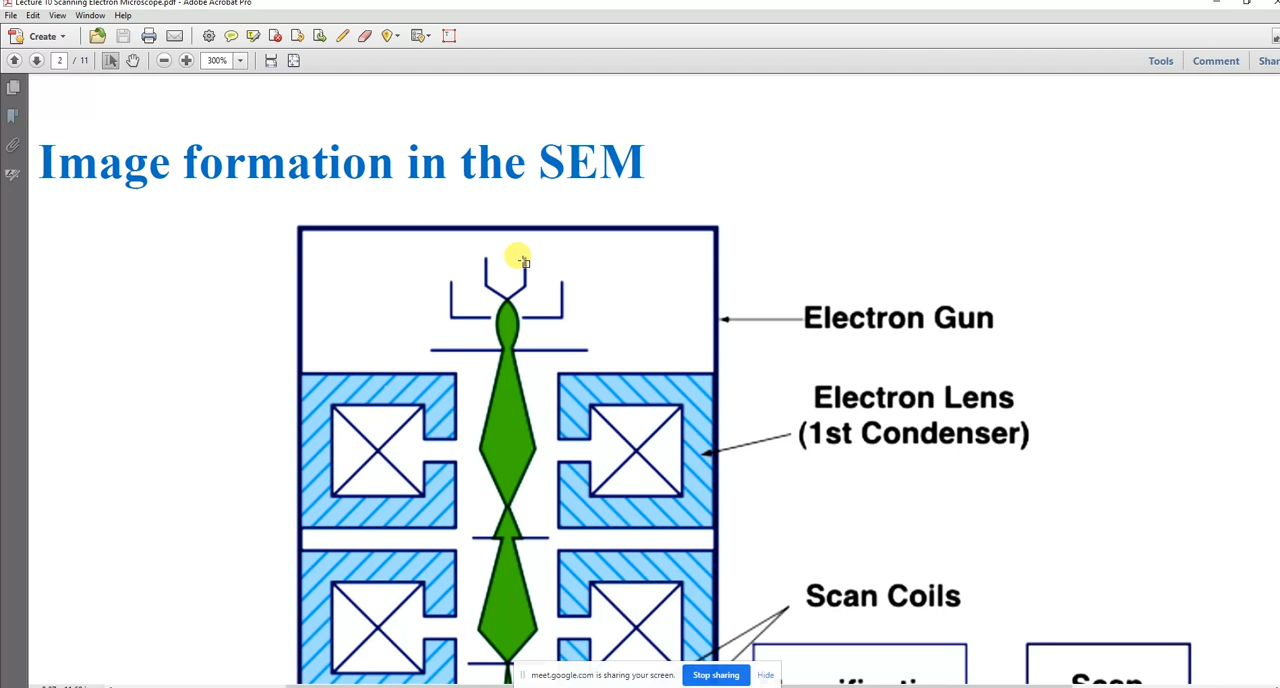 Lecture 10 Scanning Electron Microscope.pdf - Adobe Acrobat Pro
File Edit View Window Help
Create
2 / 11 300% Tools Comment
Image formation in the SEM
Electron Gun
Electron Lens
(1st Condenser)
Scan Coils
Scan
meet.google.com is sharing your screen. Stop sharing Hide